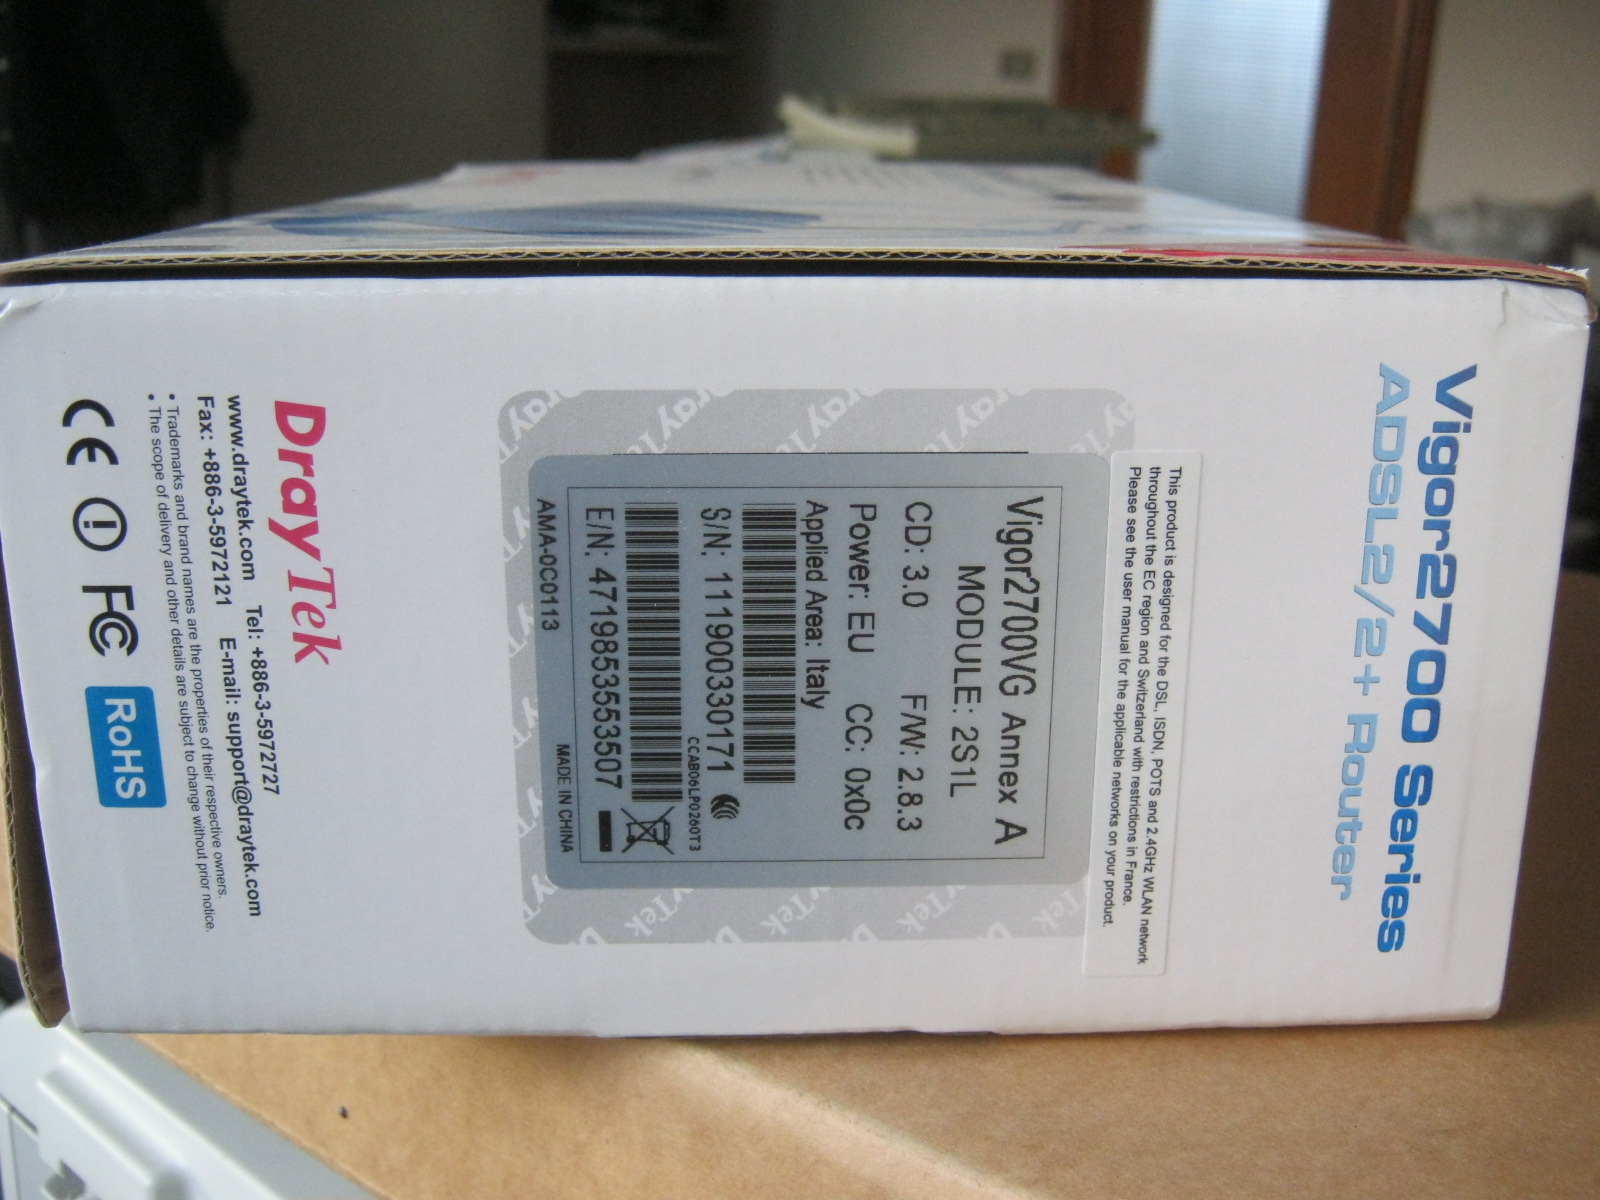 Vigor2700 Series
ADSL2/2+ Router
This product is designed for the DSL, ISDN, POTS and 2.4GHz WLAN network
throughout the EC region and Switzerland with restrictions in France.
Please see the user manual for the applicable networks on your product.
Vigor2700VG Annex A
MODULE: 2S1L
CD: 3.0 F/W: 2.8.3
Power: EU CC: 0x0c
Applied Area: Italy
S/N: 111900330171
CCAB06LP0260T3
E/N: 4719853553507
AMA-0C0113 MADE IN CHINA
DrayTek
www.draytek.com Tel: +886-3-5972727
Fax: +886-3-5972121 E-mail: support@draytek.com
• Trademarks and brand names are the properties of their respective owners.
• The scope of delivery and other details are subject to change without prior notice.
CE FC RoHS